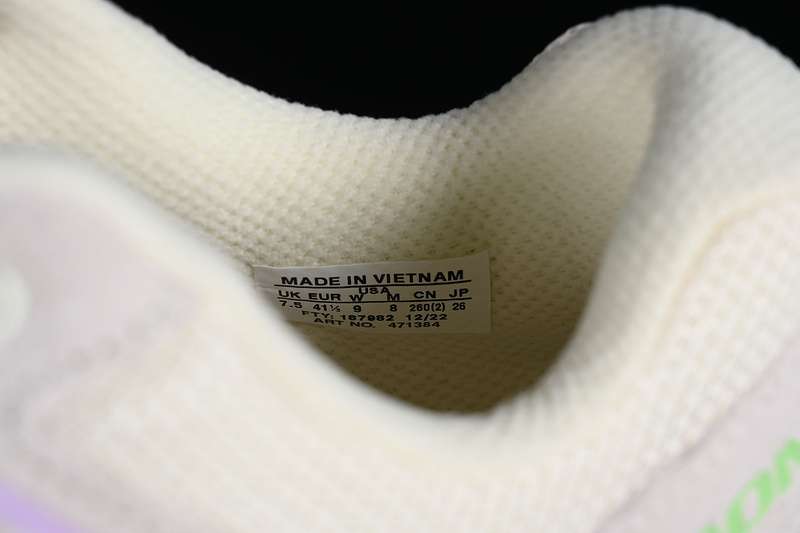 MADE IN VIETNAM
USA
UK EUR W M CN JP
7.5 41⅓ 9 8 260(2) 26
FTY: 187982 12/22
ART NO. 471384